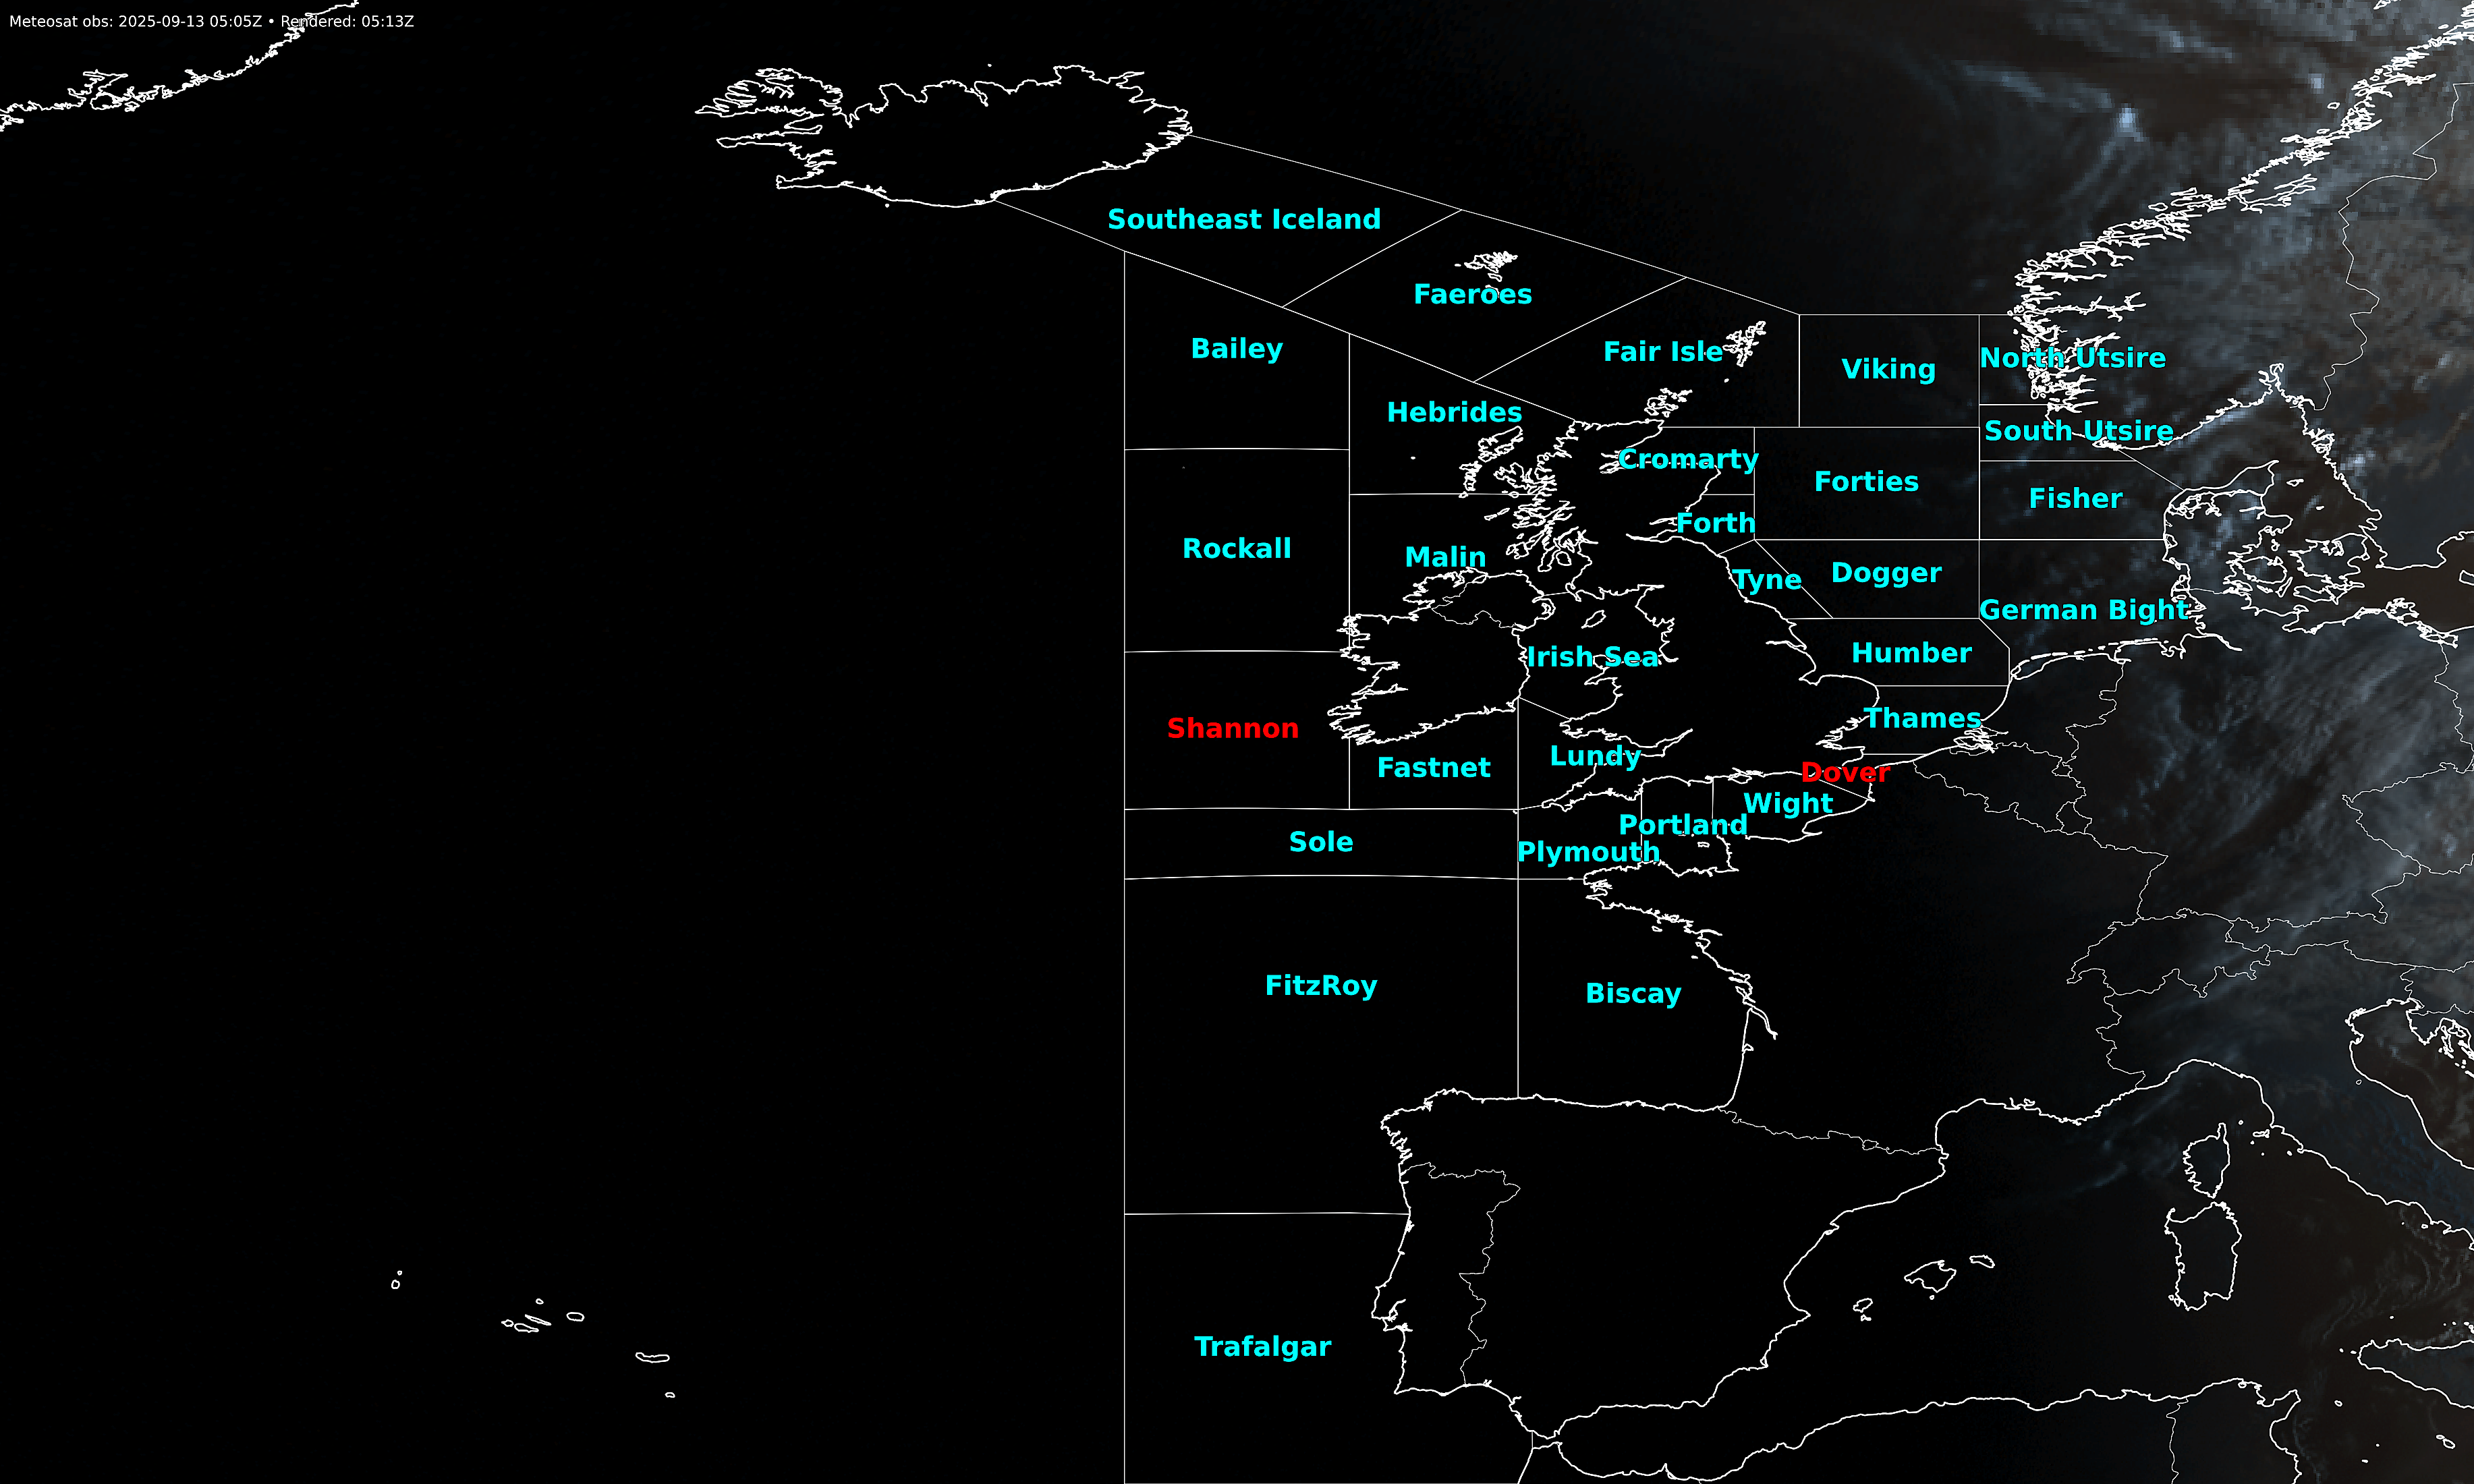 Meteosat obs: 2025-09-13 05:05Z • Rendered: 05:13Z
Southeast Iceland
Faeroes
Bailey
Fair Isle
Viking
North Utsire
Hebrides
South Utsire
Cromarty
Forties
Fisher
Forth
Rockall
Malin
Tyne
Dogger
German Bight
Irish Sea
Humber
Shannon
Thames
Fastnet
Lundy
Dover
Wight
Portland
Sole
Plymouth
FitzRoy
Biscay
Trafalgar